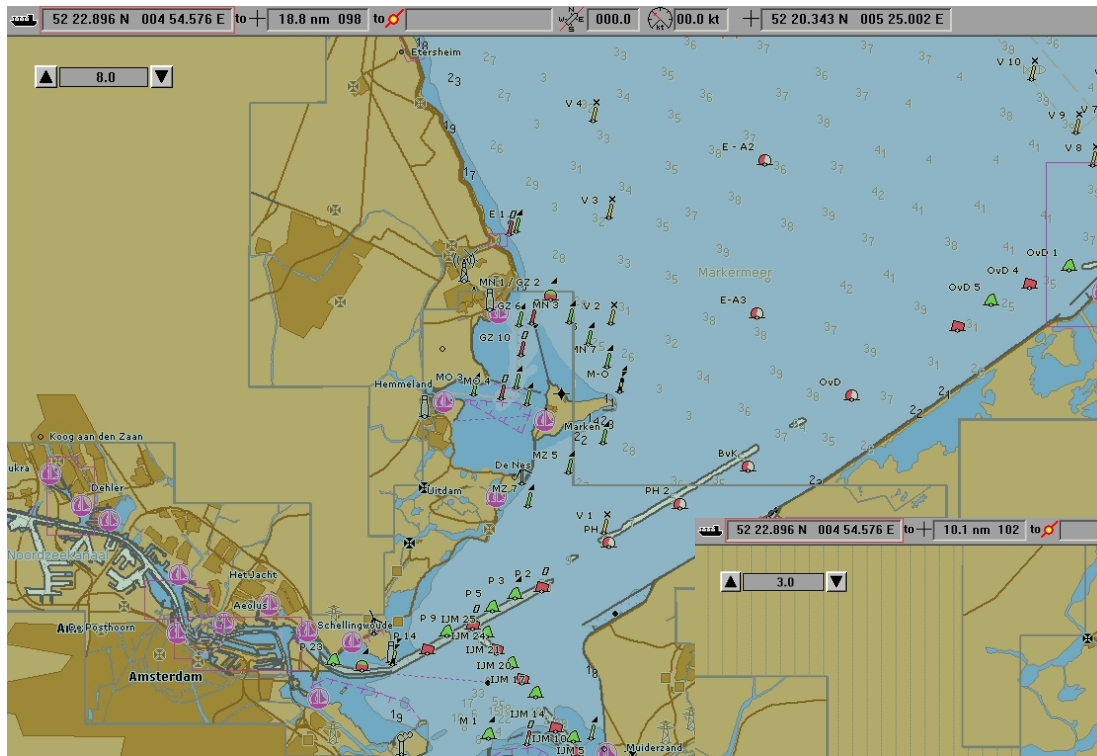 52 22.896 N 004 54.576 E to 18.8 nm 098 to 000.0 00.0 kt 52 20.343 N 005 25.002 E
8.0
Etersheim
V 10
V 4
V 9
V 7
V 8
E - A2
V 3
E 1
Markermeer
OvD 1
OvD 4
OvD 5
MN 1 / GZ 2
GZ 6
MN 3
V 2
E-A3
GZ 10
MN 7
M-O
MO 3
MO 4
Hemmeland
OvD
Marken
Koog aan den Zaan
ukra
Dehler
De Nes
MZ 5
BvK
Uitdam
MZ 7
PH 2
V 1
PH
Noordzeekanaal
52 22.896 N 004 54.576 E to 10.1 nm 102 to
3.0
Het Jacht
P 2
P 3
P 5
Aeolus
Posthoorn
Schellingwoude
P 9
IJM 25
IJM 24
P 14
P 23
IJM 21
IJM 20
IJM 17
Amsterdam
IJM 14
M 1
IJM 10
IJM 5
Muiderzand